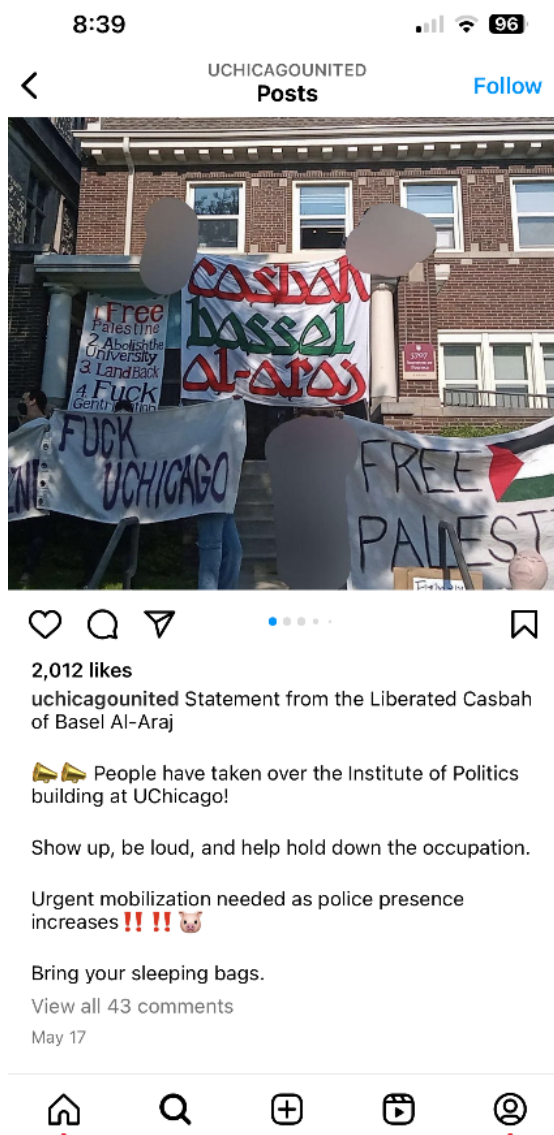 8:39
96
UCHICAGOUNITED
Posts
Follow
1. Free
Palestine
2. Abolish the
University
3. Land Back
4. Fuck
casbah
bassel
al-araj
5707
FUCK
UCHICAGO
FREE
PALEST
2,012 likes
uchicagounited Statement from the Liberated Casbah
of Basel Al-Araj
📣📣 People have taken over the Institute of Politics
building at UChicago!
Show up, be loud, and help hold down the occupation.
Urgent mobilization needed as police presence
increases‼️ ‼️ 🐷
Bring your sleeping bags.
View all 43 comments
May 17